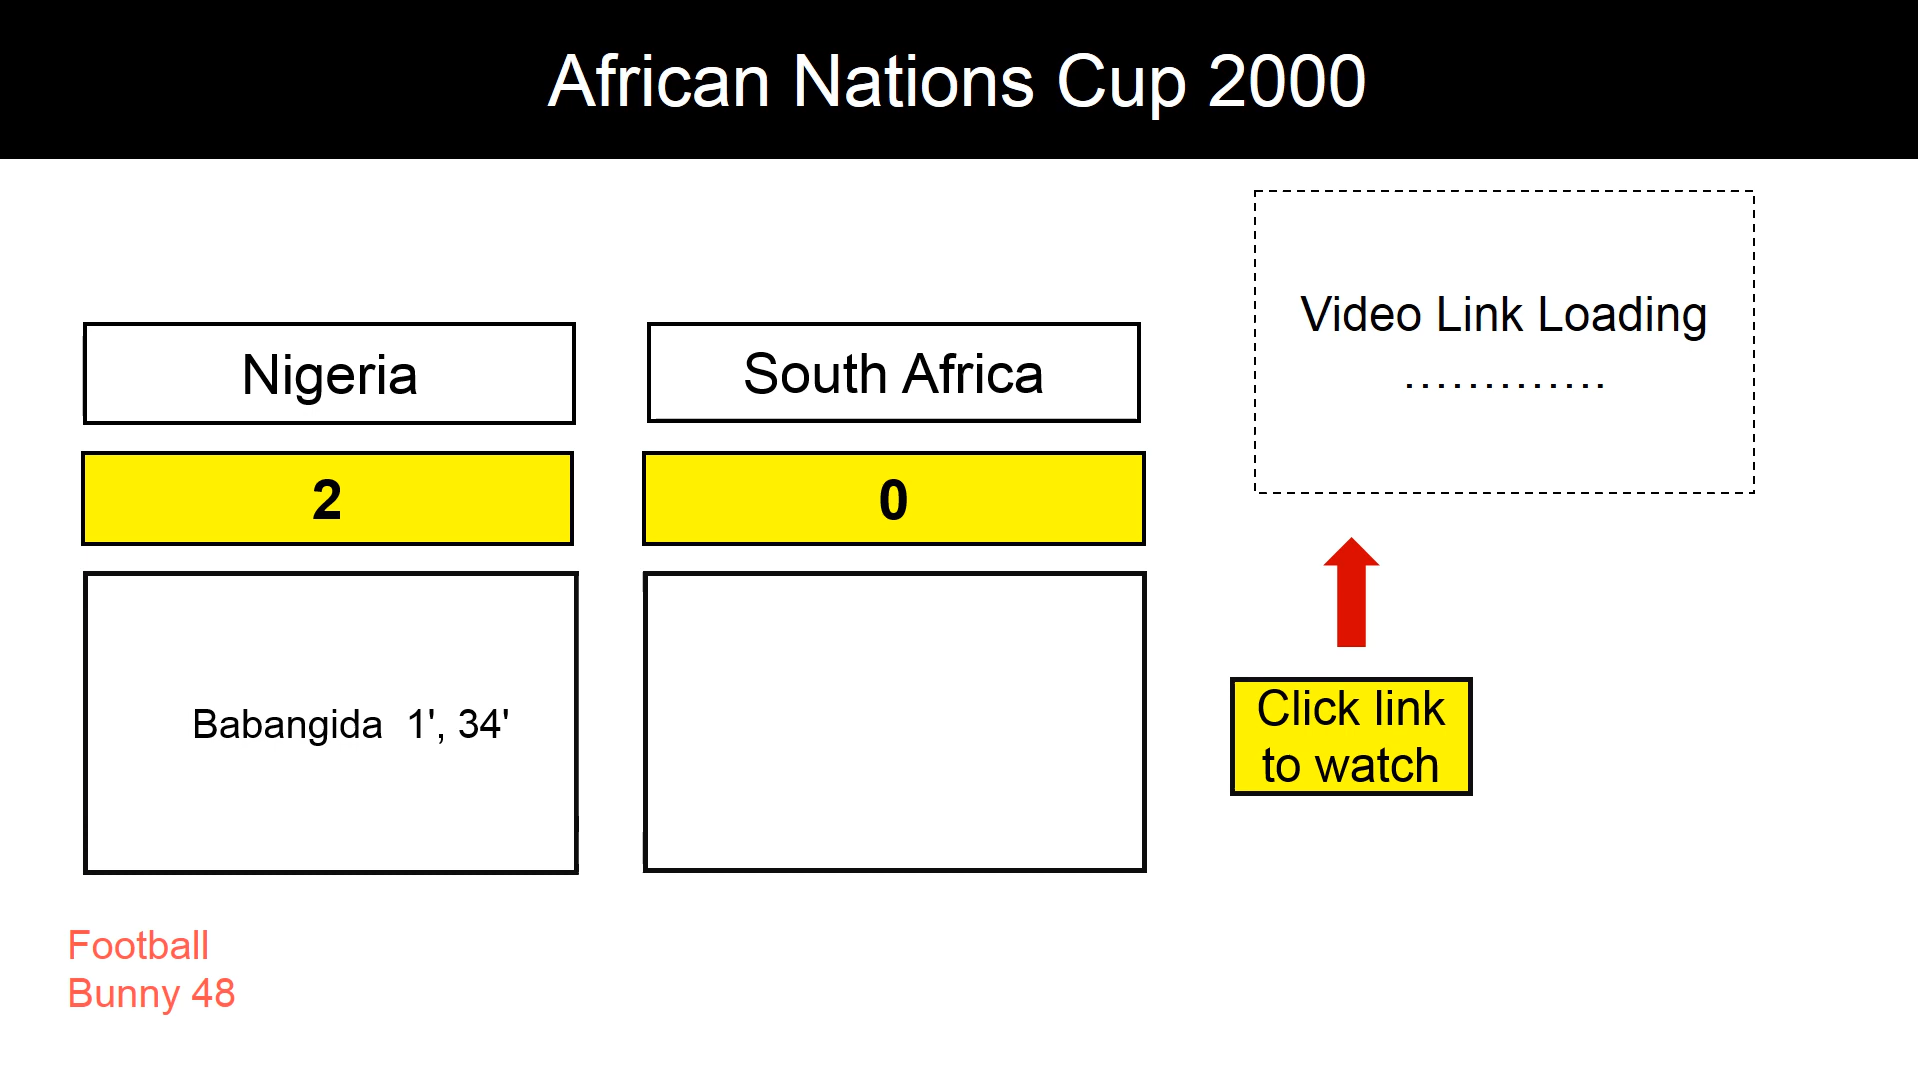 African Nations Cup 2000
Nigeria
South Africa
2
0
Babangida 1', 34'
Video Link Loading
.............
Click link
to watch
Football
Bunny 48